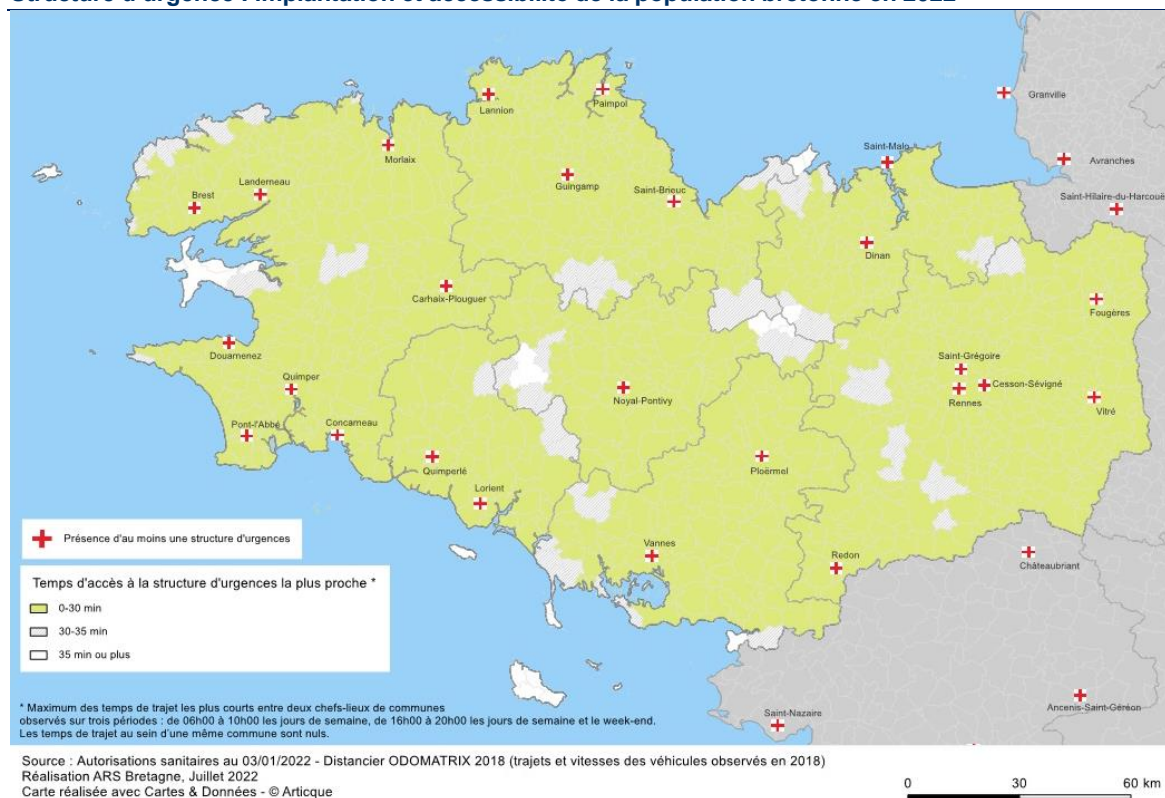 Structure d'urgence : implantation et accessibilité de la population bretonne en 2022
Granville
Lannion
Paimpol
Morlaix
Saint-Malo
Avranches
Landerneau
Guingamp
Brest
Saint-Brieuc
Saint-Hilaire-du-Harcouë
Dinan
Carhaix-Plouguer
Fougères
Douarnenez
Saint-Grégoire
Quimper
Cesson-Sévigné
Noyal-Pontivy
Rennes
Vitré
Pont-l'Abbé
Concarneau
Quimperlé
Ploërmel
Lorient
Vannes
Redon
Châteaubriant
Saint-Nazaire
Ancenis-Saint-Géréon
Présence d'au moins une structure d'urgences
Temps d'accès à la structure d'urgences la plus proche *
0-30 min
30-35 min
35 min ou plus
* Maximum des temps de trajet les plus courts entre deux chefs-lieux de communes
observés sur trois périodes : de 06h00 à 10h00 les jours de semaine, de 16h00 à 20h00 les jours de semaine et le week-end.
Les temps de trajet au sein d'une même commune sont nuls.
Source : Autorisations sanitaires au 03/01/2022 - Distancier ODOMATRIX 2018 (trajets et vitesses des véhicules observés en 2018)
Réalisation ARS Bretagne, Juillet 2022
Carte réalisée avec Cartes & Données - © Articque
0 30 60 km